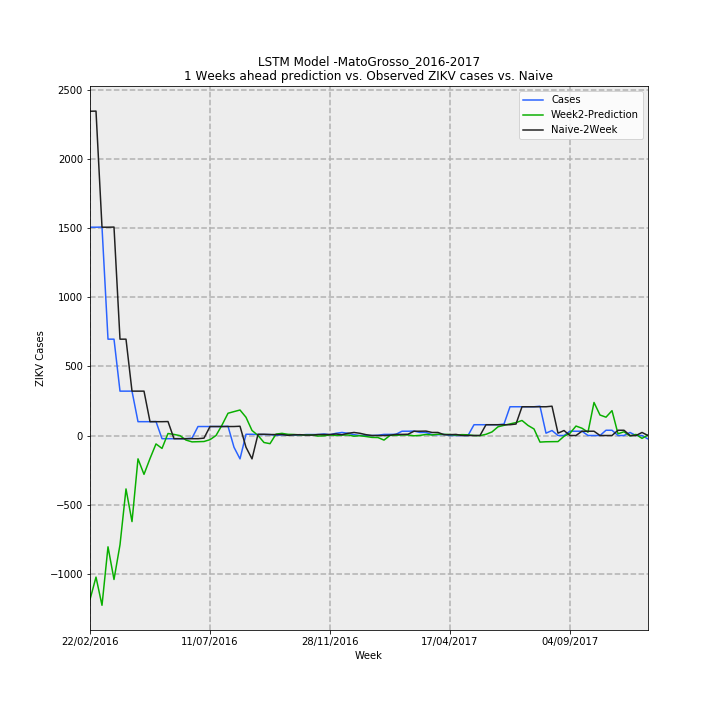 LSTM Model -MatoGrosso_2016-2017
1 Weeks ahead prediction vs. Observed ZIKV cases vs. Naive
Cases
Week2-Prediction
Naive-2Week
ZIKV Cases
2500
2000
1500
1000
500
0
−500
−1000
22/02/2016
11/07/2016
28/11/2016
17/04/2017
04/09/2017
Week